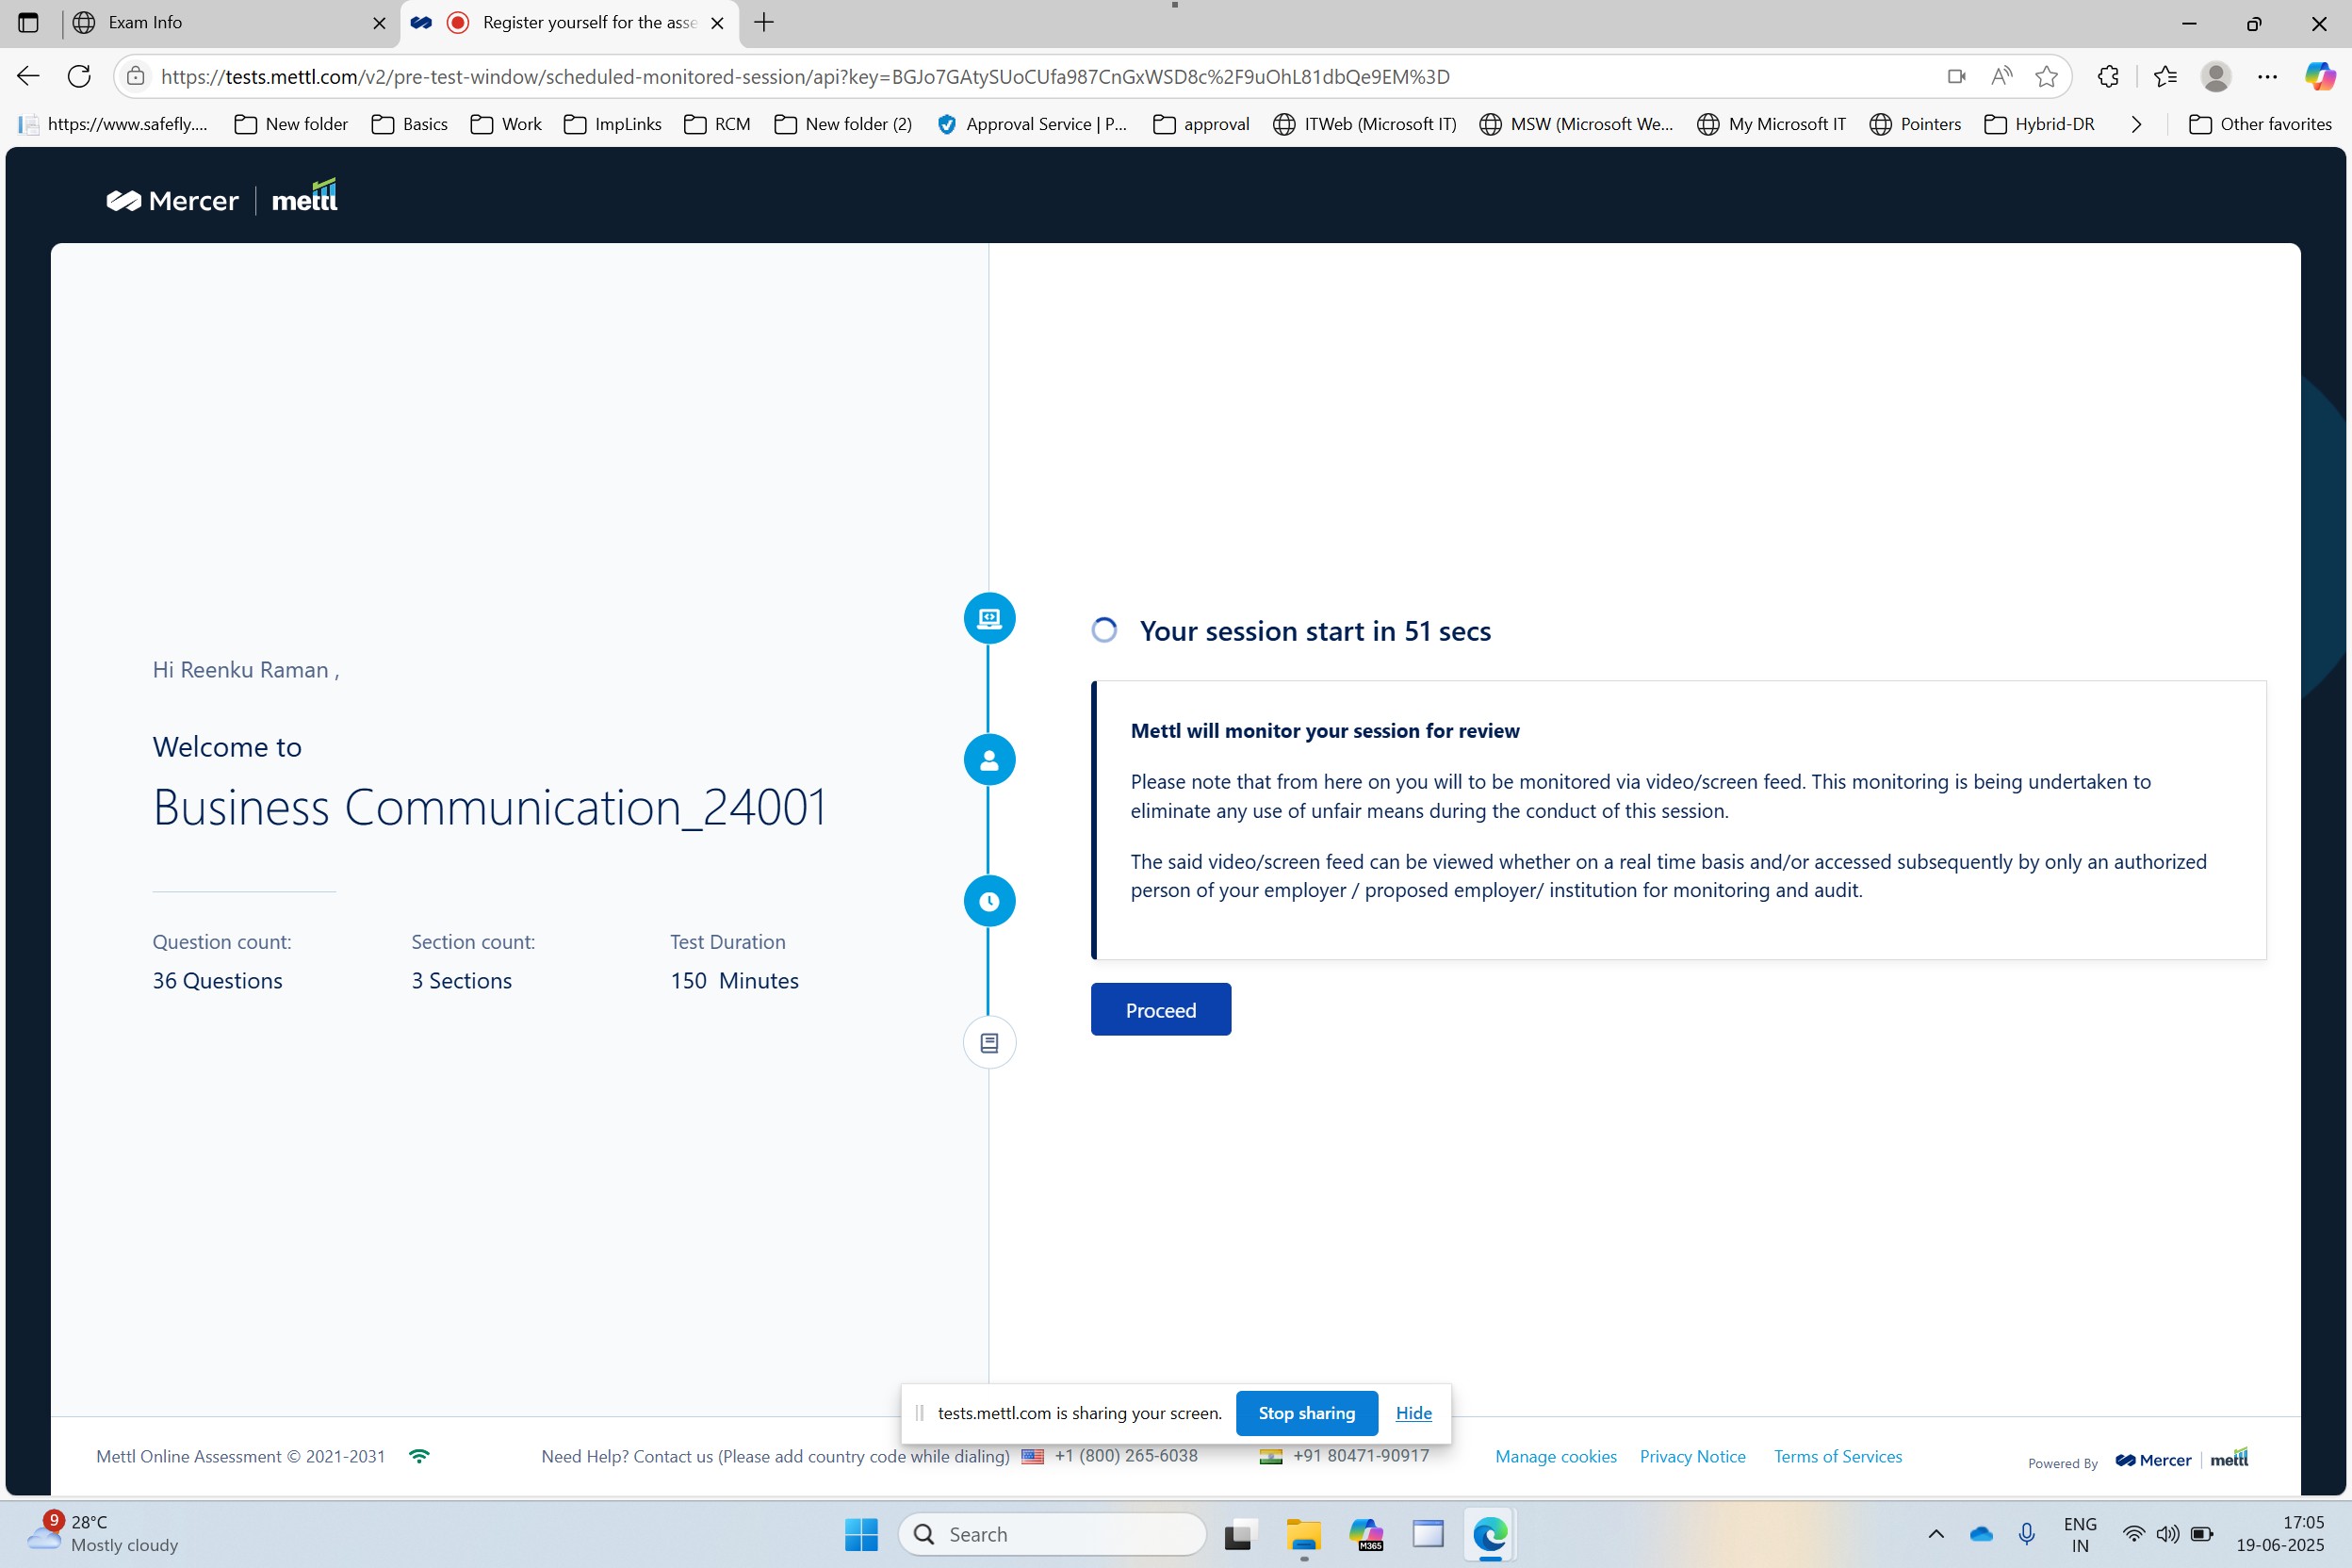 Exam Info
Register yourself for the asse
https://tests.mettl.com/v2/pre-test-window/scheduled-monitored-session/api?key=BGJo7GAtySUoCUfa987CnGxWSD8c%2F9uOhL81dbQe9EM%3D
https://www.safefly.... New folder Basics Work ImpLinks RCM New folder (2) Approval Service | P... approval ITWeb (Microsoft IT) MSW (Microsoft We... My Microsoft IT Pointers Hybrid-DR Other favorites
Mercer | mettl
Hi Reenku Raman ,
Welcome to
Business Communication_24001
Question count: Section count: Test Duration
36 Questions 3 Sections 150 Minutes
Your session start in 51 secs
Mettl will monitor your session for review
Please note that from here on you will to be monitored via video/screen feed. This monitoring is being undertaken to
eliminate any use of unfair means during the conduct of this session.
The said video/screen feed can be viewed whether on a real time basis and/or accessed subsequently by only an authorized
person of your employer / proposed employer/ institution for monitoring and audit.
Proceed
tests.mettl.com is sharing your screen. Stop sharing Hide
Mettl Online Assessment © 2021-2031 Need Help? Contact us (Please add country code while dialing) +1 (800) 265-6038 +91 80471-90917 Manage cookies Privacy Notice Terms of Services Powered By Mercer | mettl
9
28°C
Mostly cloudy
Search
M365
ENG
IN
17:05
19-06-2025